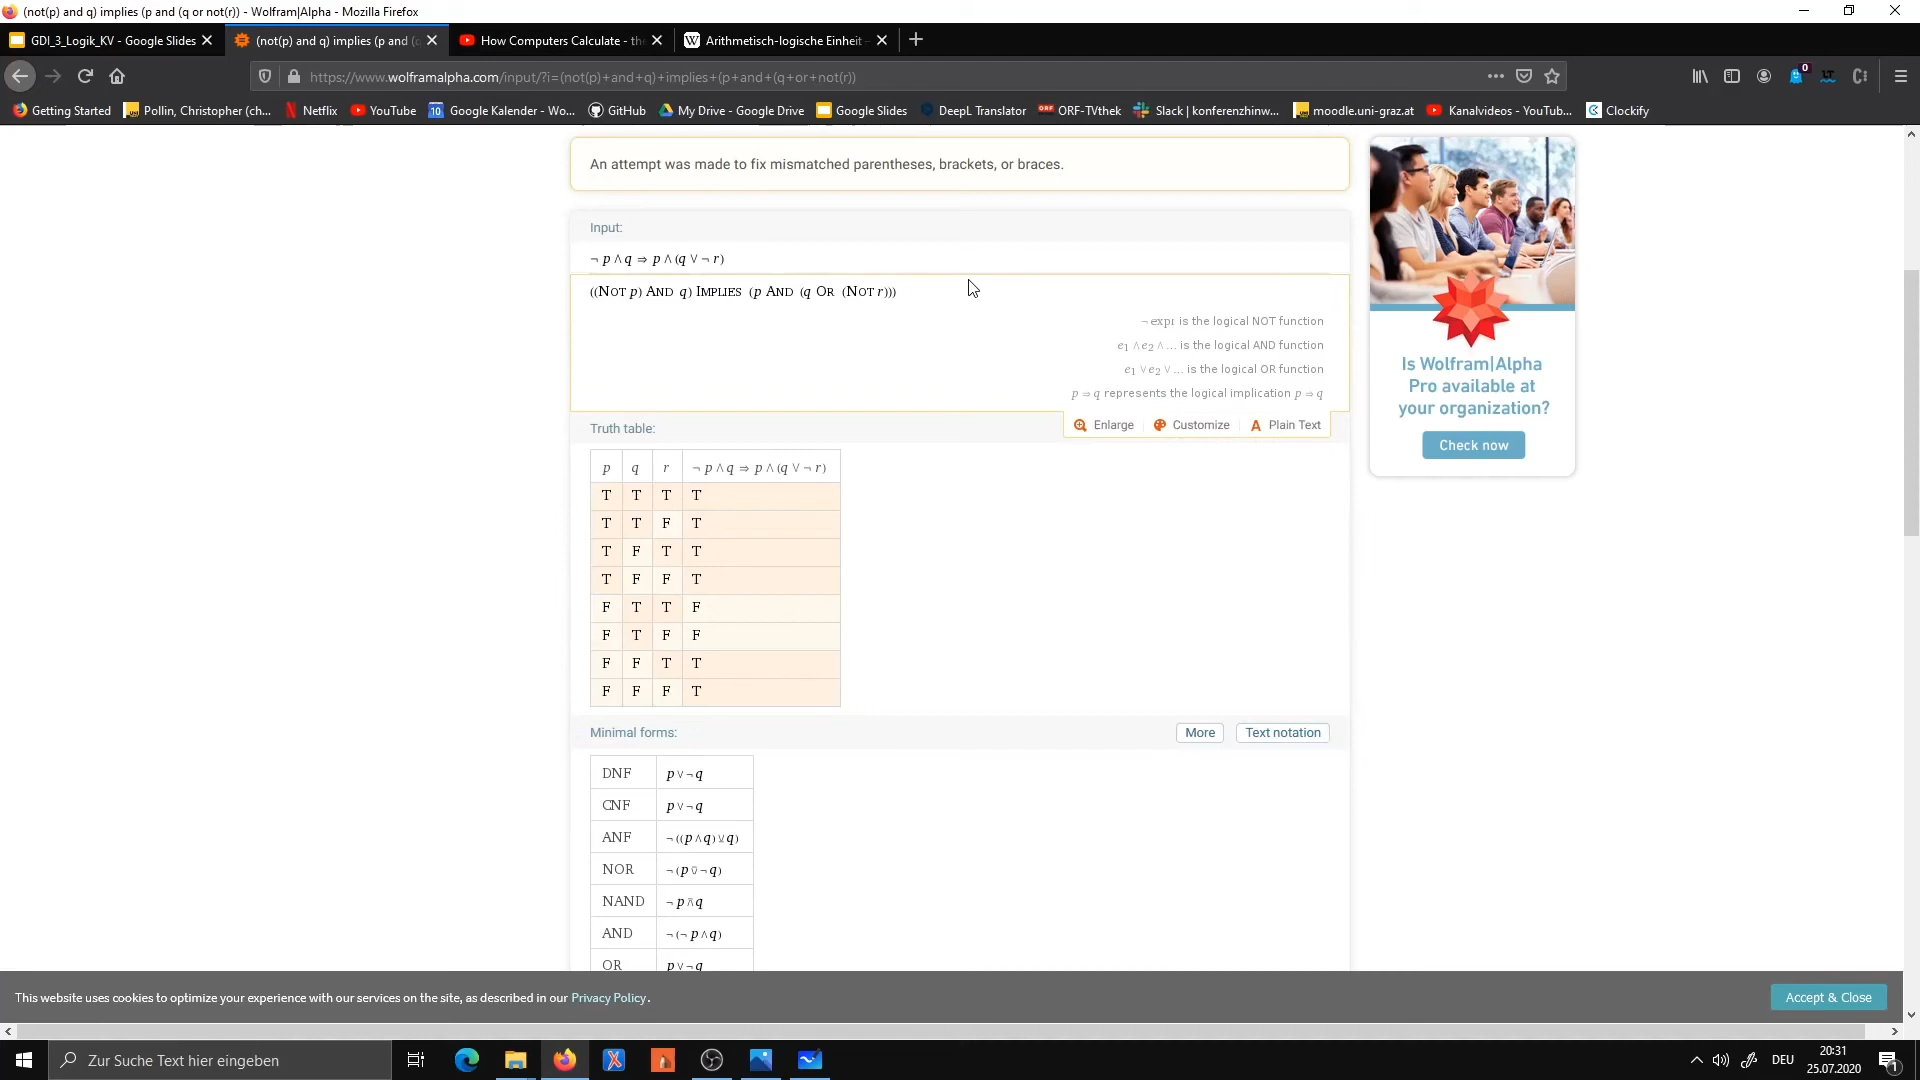 (not(p) and q) implies (p and (q or not(r)) - Wolfram|Alpha - Mozilla Firefox
GDI_3_Logik_KV - Google Slides
(not(p) and q) implies (p and (
How Computers Calculate - the
Arithmetisch-logische Einheit
https://www.wolframalpha.com/input/?i=(not(p)+and+q)+implies+(p+and+(q+or+not(r))
0
Getting Started
Pollin, Christopher (ch...
Netflix
YouTube
10
Google Kalender - Wo...
GitHub
My Drive - Google Drive
Google Slides
DeepL Translator
ORF
ORF-TVthek
Slack | konferenzhinw...
moodle.uni-graz.at
Kanalvideos - YouTub...
Clockify
An attempt was made to fix mismatched parentheses, brackets, or braces.
Input:
¬ p ∧ q ⇒ p ∧ (q ∨ ¬ r)
((NOT p) AND q) IMPLIES (p AND (q OR (NOT r)))
¬ expr is the logical NOT function
e1 ∧ e2 ∧ ... is the logical AND function
e1 ∨ e2 ∨ ... is the logical OR function
p ⇒ q represents the logical implication p ⇒ q
Enlarge
Customize
A Plain Text
Truth table:
p q r ¬ p ∧ q ⇒ p ∧ (q ∨ ¬ r)
T T T T
T T F T
T F T T
T F F T
F T T F
F T F F
F F T T
F F F T
Minimal forms:
More
Text notation
DNF p ∨ ¬ q
CNF p ∨ ¬ q
ANF ¬ ((p ∧ q) ⊻ q)
NOR ¬ (p ⊽ ¬ q)
NAND ¬ p ⊼ q
AND ¬ (¬ p ∧ q)
OR p ∨ ¬ q
Is Wolfram|Alpha
Pro available at
your organization?
Check now
This website uses cookies to optimize your experience with our services on the site, as described in our Privacy Policy.
Accept & Close
Zur Suche Text hier eingeben
DEU
20:31
25.07.2020
1